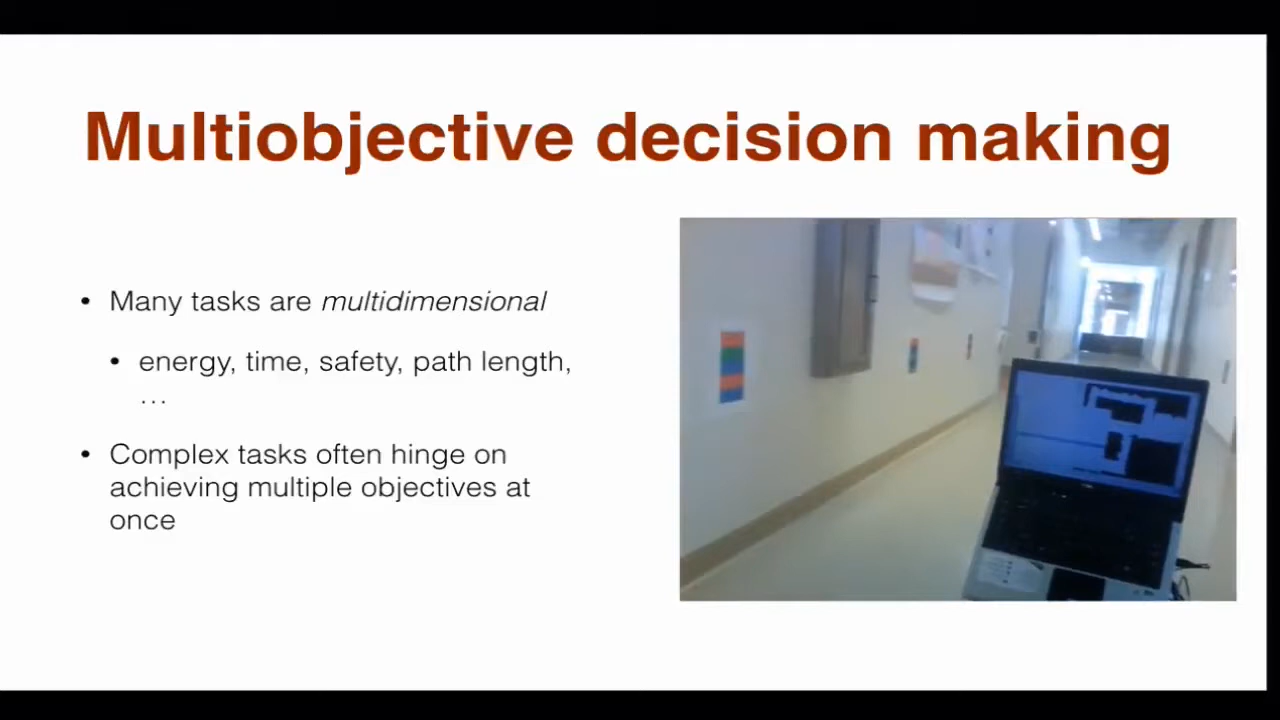 Multiobjective decision making
• Many tasks are multidimensional
• energy, time, safety, path length,
…
• Complex tasks often hinge on
achieving multiple objectives at
once